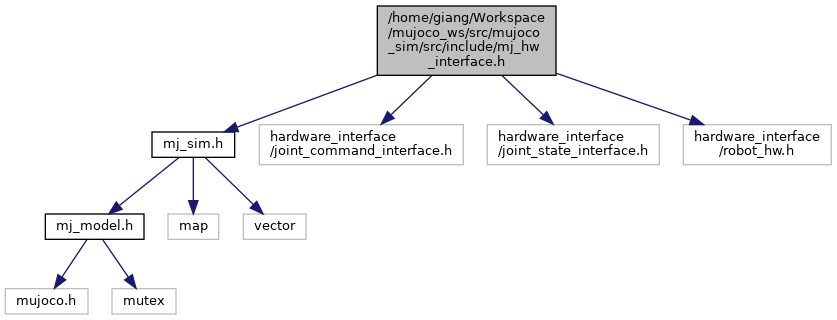 /home/giang/Workspace
/mujoco_ws/src/mujoco
_sim/src/include/mj_hw
_interface.h
mj_sim.h
hardware_interface
/joint_command_interface.h
hardware_interface
/joint_state_interface.h
hardware_interface
/robot_hw.h
mj_model.h
map
vector
mujoco.h
mutex